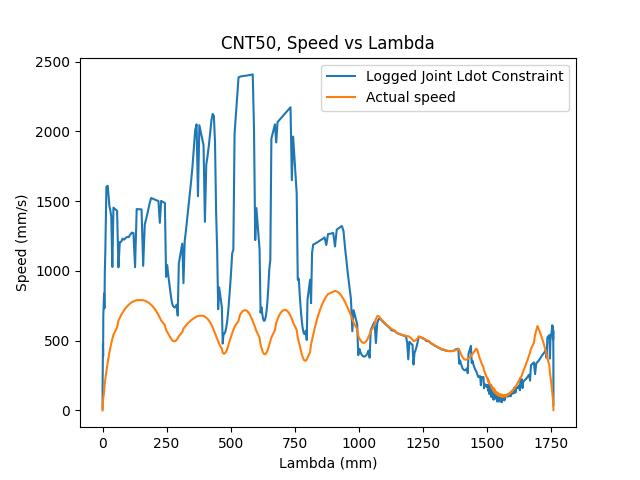 CNT50, Speed vs Lambda
Logged Joint Ldot Constraint
Actual speed
Speed (mm/s)
2500
2000
1500
1000
500
0
0 250 500 750 1000 1250 1500 1750
Lambda (mm)